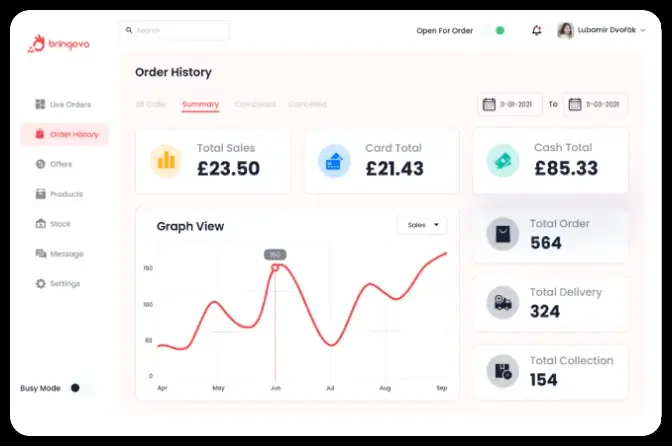 bringova
Search
Open For Order
Lubomír Dvořák
Order History
All Order
Summary
Completed
Cancelled
11-01-2021
To
11-03-2021
Live Orders
Order History
Offers
Products
Stock
Message
Settings
Busy Mode
Total Sales
£23.50
Card Total
£21.43
Cash Total
£85.33
Graph View
Sales
150
150
100
50
0
Apr
May
Jun
Jul
Aug
Sep
Total Order
564
Total Delivery
324
Total Collection
154